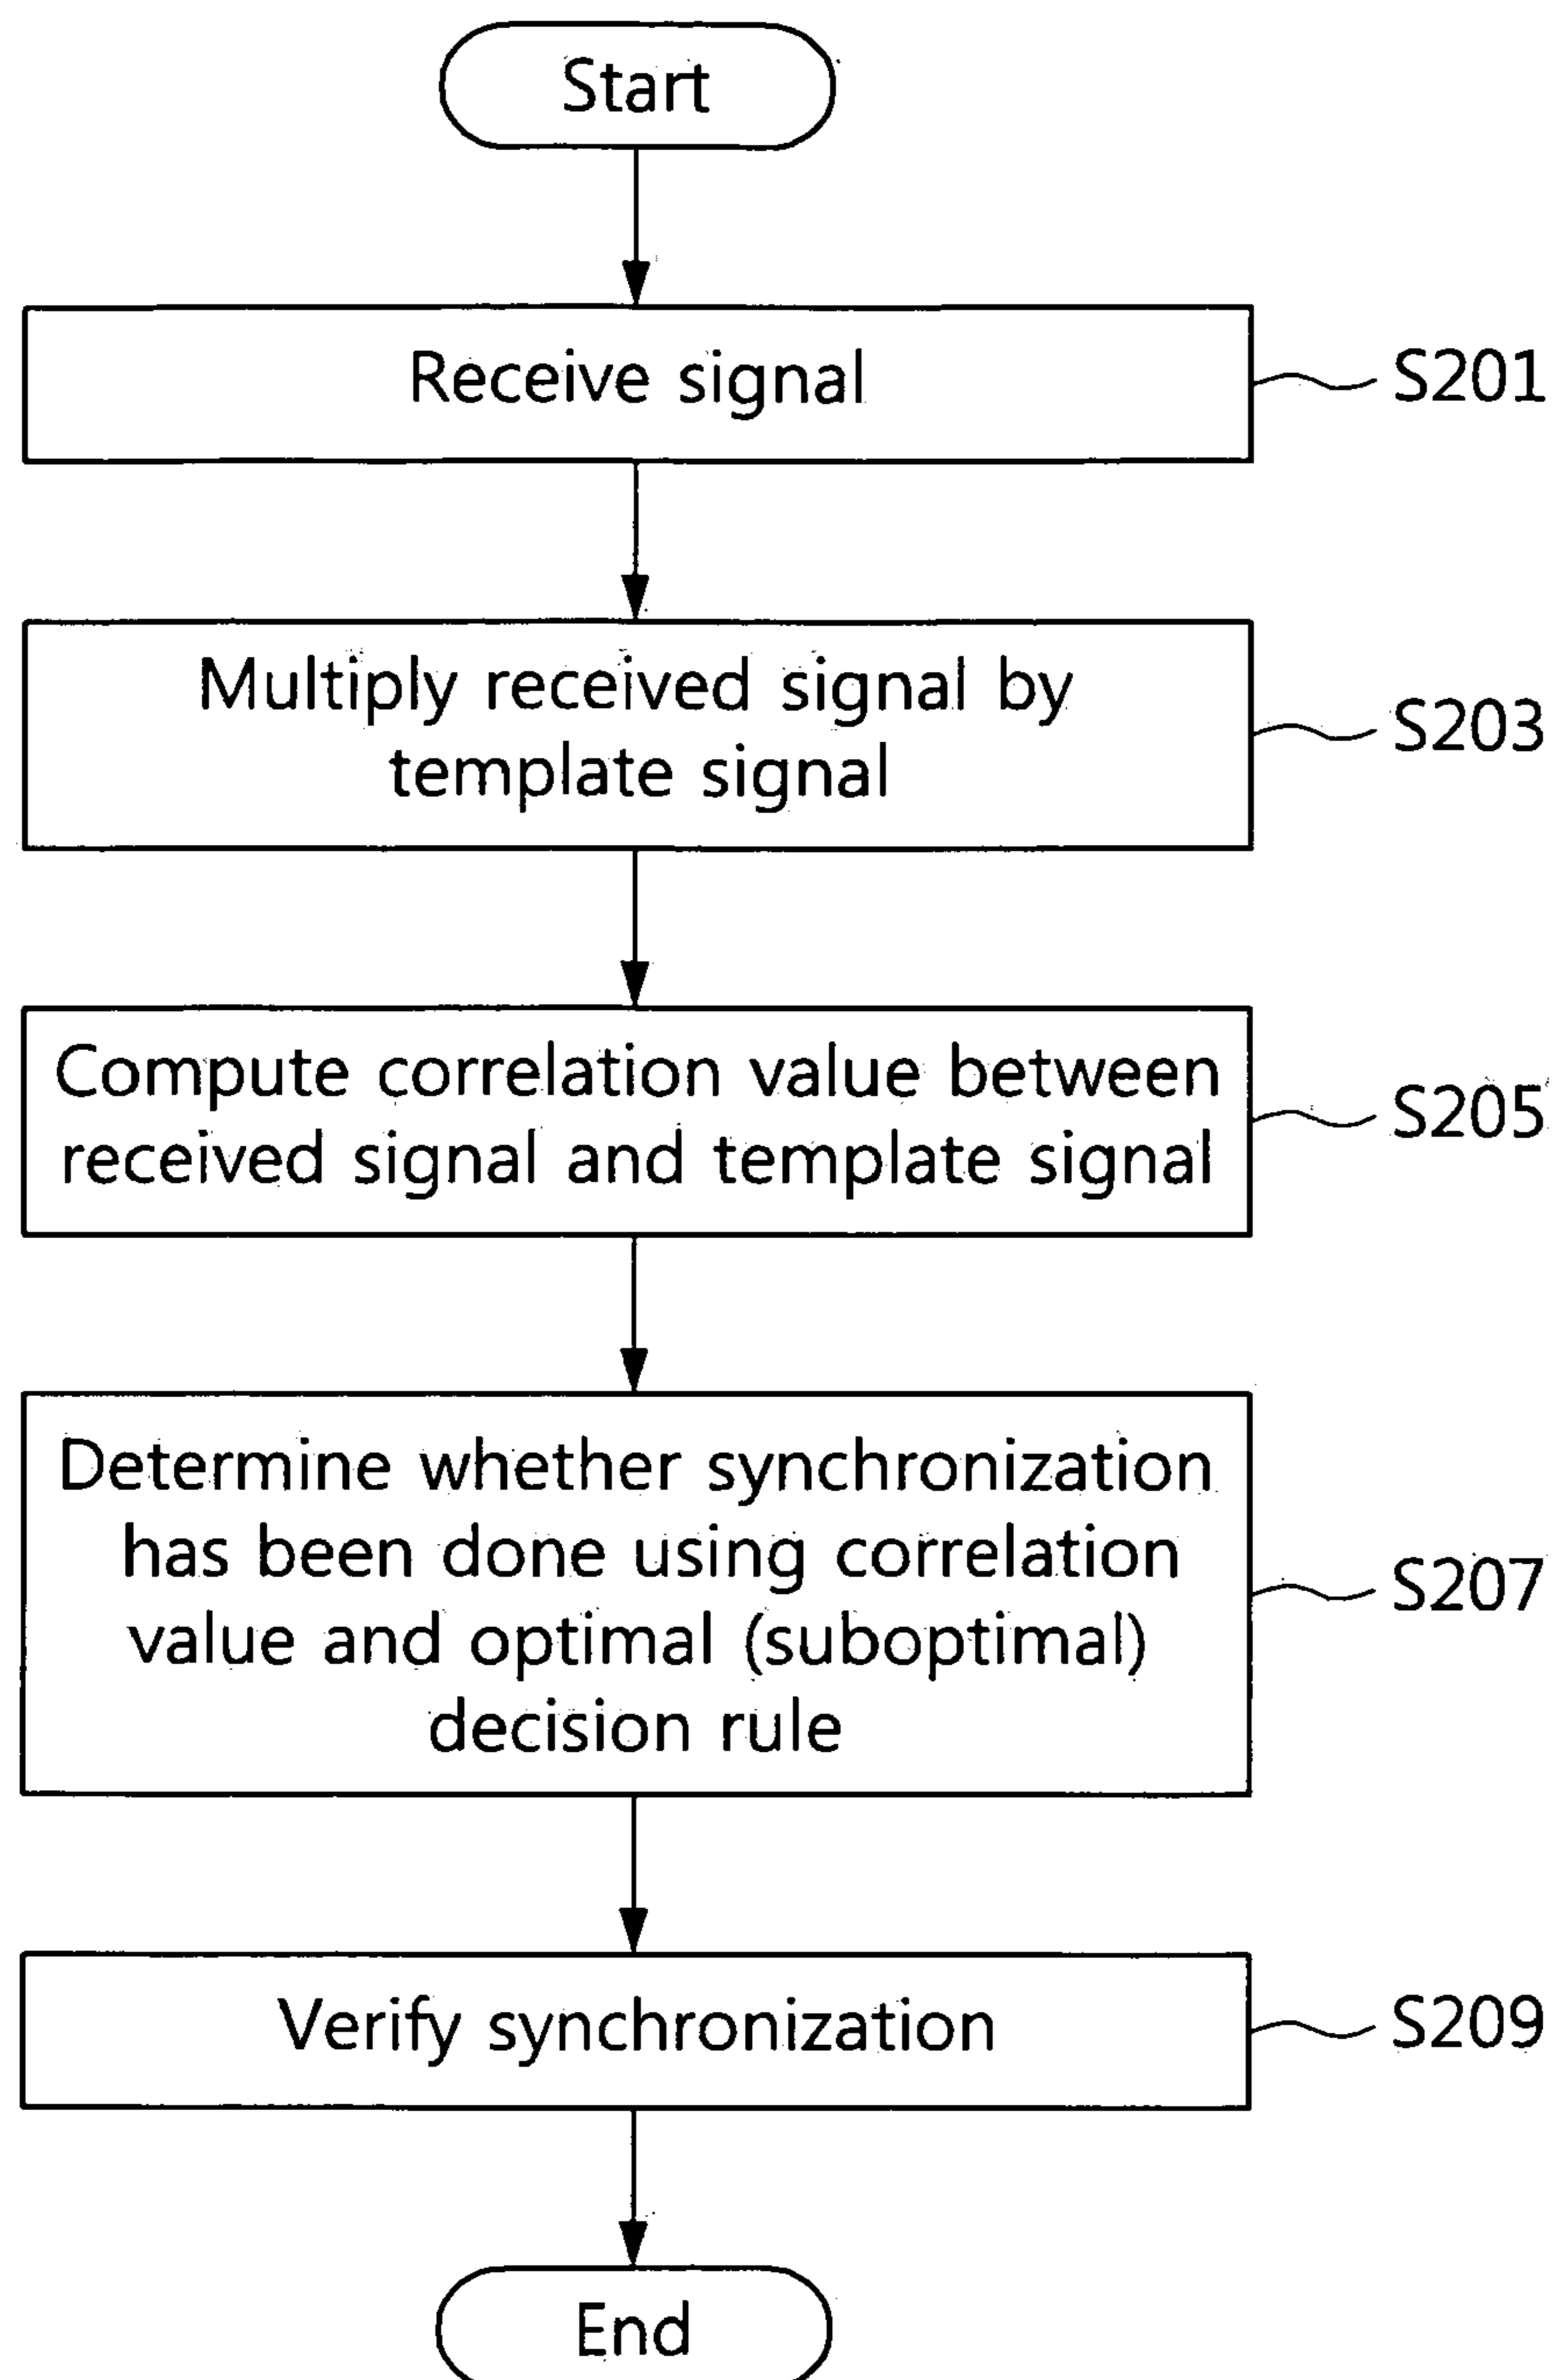 Start
Receive signal
S201
Multiply received signal by
template signal
S203
Compute correlation value between
received signal and template signal
S205
Determine whether synchronization
has been done using correlation
value and optimal (suboptimal)
decision rule
S207
Verify synchronization
S209
End